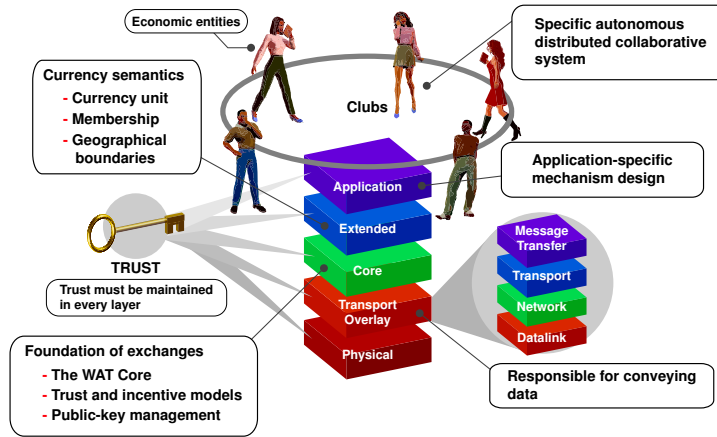 Economic entities
Specific autonomous
distributed collaborative
system
Currency semantics
- Currency unit
- Membership
- Geographical
boundaries
Clubs
Application-specific
mechanism design
Application
Extended
Core
Transport
Overlay
Physical
Message
Transfer
Transport
Network
Datalink
TRUST
Trust must be maintained
in every layer
Foundation of exchanges
- The WAT Core
- Trust and incentive models
- Public-key management
Responsible for conveying
data